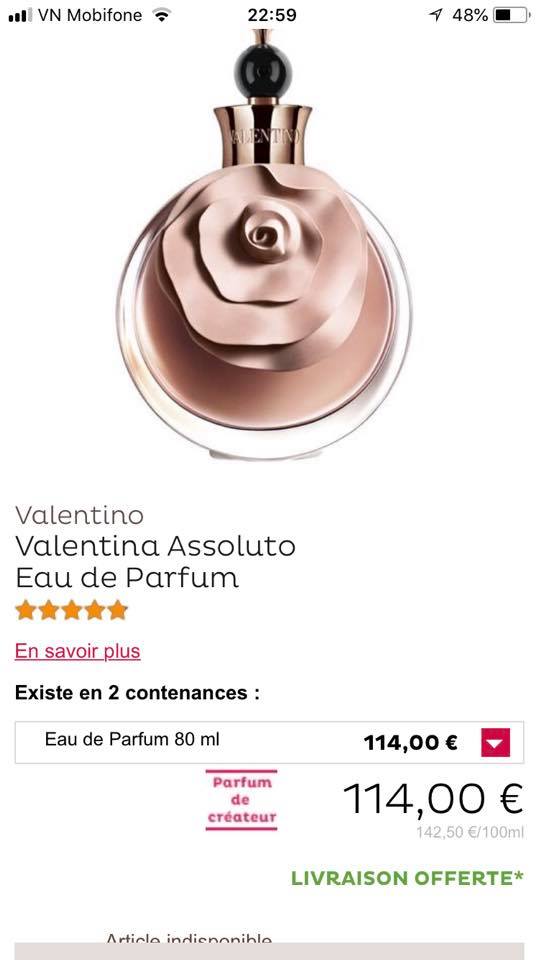 VN Mobifone
22:59
48%
VALENTINO
Valentino
Valentina Assoluto
Eau de Parfum
En savoir plus
Existe en 2 contenances :
Eau de Parfum 80 ml
114,00 €
Parfum
de
créateur
114,00 €
142,50 €/100ml
LIVRAISON OFFERTE*
Article indisponible